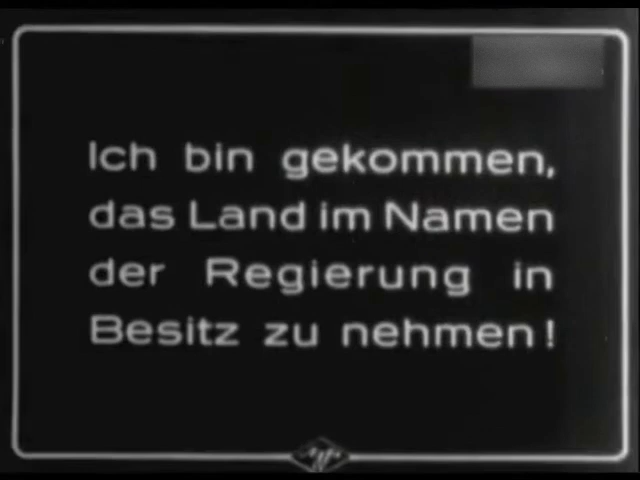 Ich bin gekommen,
das Land im Namen
der Regierung in
Besitz zu nehmen!